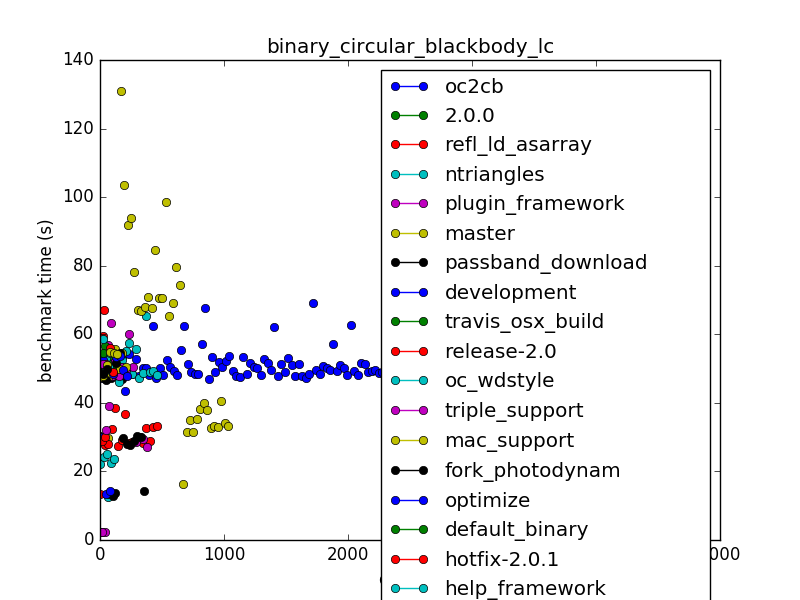 binary_circular_blackbody_lc
benchmark time (s)
140
120
100
80
60
40
20
0
0
1000
2000
000
oc2cb
2.0.0
refl_ld_asarray
ntriangles
plugin_framework
master
passband_download
development
travis_osx_build
release-2.0
oc_wdstyle
triple_support
mac_support
fork_photodynam
optimize
default_binary
hotfix-2.0.1
help_framework